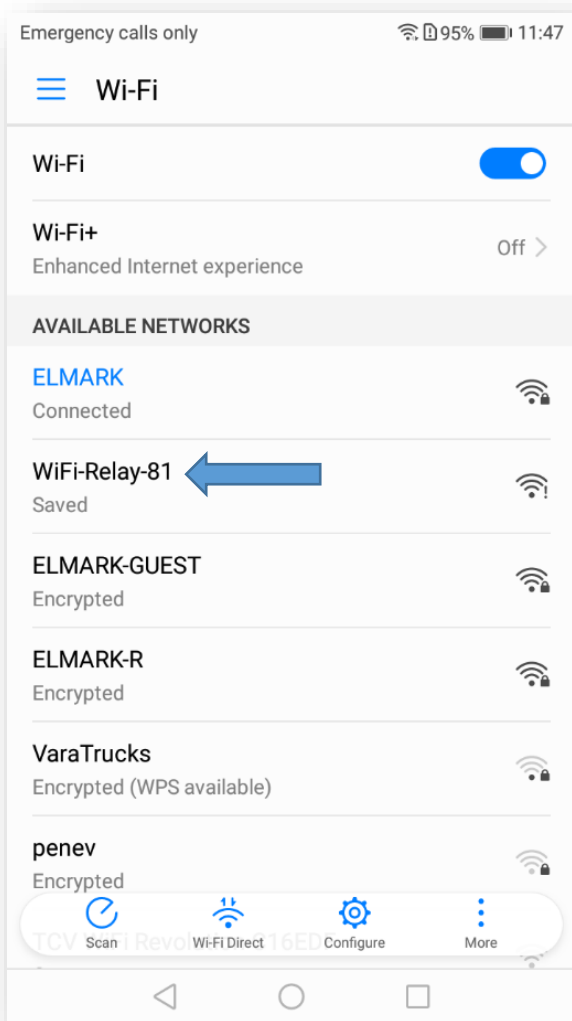 Emergency calls only 95% 11:47
Wi-Fi
Wi-Fi
Wi-Fi+
Enhanced Internet experience
Off
AVAILABLE NETWORKS
ELMARK
Connected
WiFi-Relay-81
Saved
ELMARK-GUEST
Encrypted
ELMARK-R
Encrypted
VaraTrucks
Encrypted (WPS available)
penev
Encrypted
TCV WiFi
Scan Wi-Fi Direct Configure More